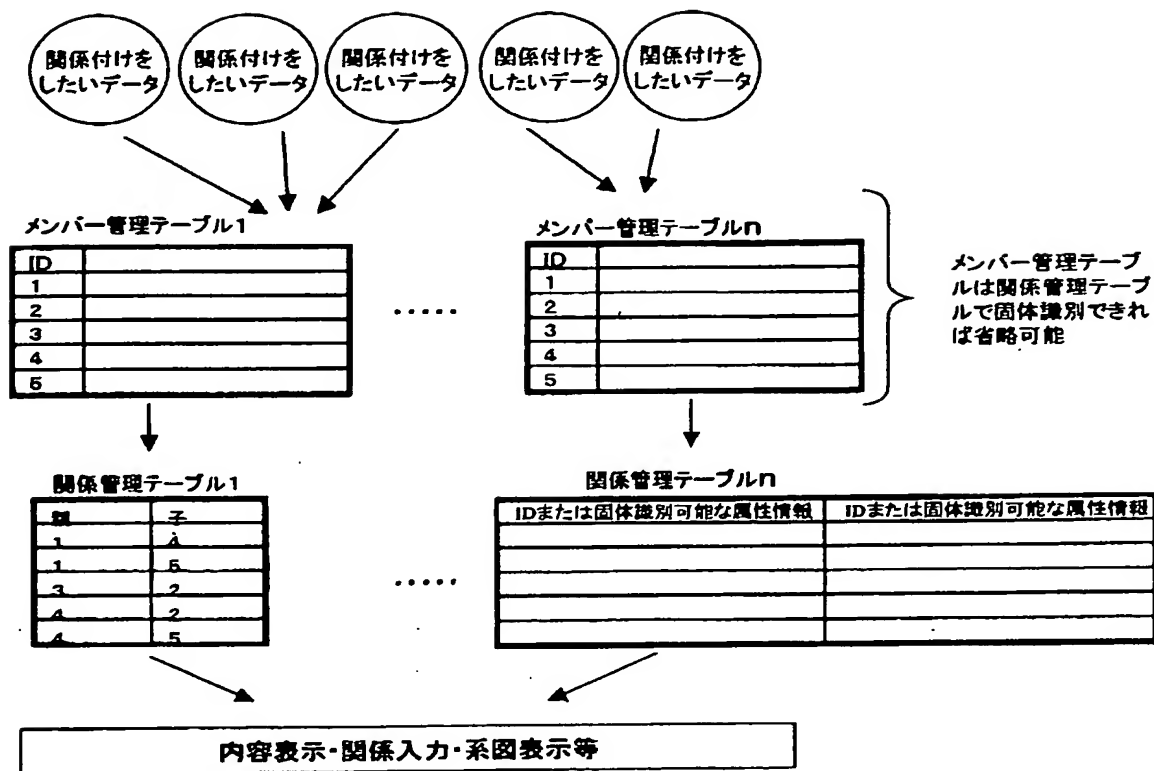 関係付けを
したいデータ
関係付けを
したいデータ
関係付けを
したいデータ
関係付けを
したいデータ
関係付けを
したいデータ
メンバー管理テーブル1
ID
1
2
3
4
5
.....
メンバー管理テーブルn
ID
1
2
3
4
5
メンバー管理テーブ
ルは関係管理テーブ
ルで固体識別できれ
ば省略可能
関係管理テーブル1
親 子
1 4
1 5
3 2
4 2
4 5
.....
関係管理テーブルn
IDまたは固体識別可能な属性情報 IDまたは固体識別可能な属性情報
内容表示・関係入力・系図表示等